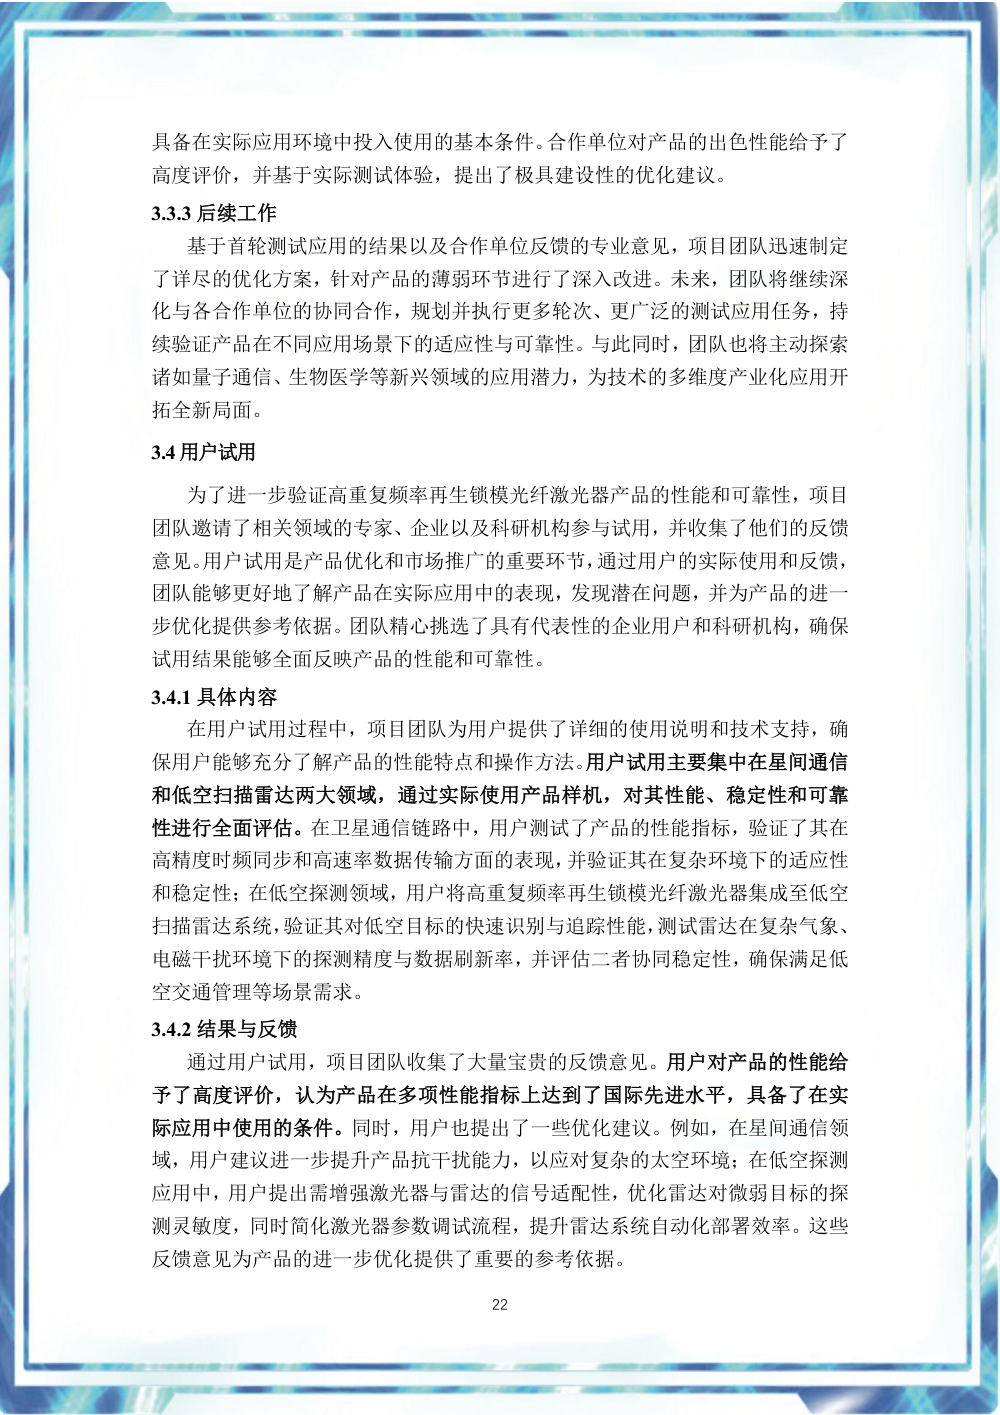 具备在实际应用环境中投入使用的基本条件。合作单位对产品的出色性能给予了
高度评价，并基于实际测试体验，提出了极具建设性的优化建议。
3.3.3 后续工作
基于首轮测试应用的结果以及合作单位反馈的专业意见，项目团队迅速制定
了详尽的优化方案，针对产品的薄弱环节进行了深入改进。未来，团队将继续深
化与各合作单位的协同合作，规划并执行更多轮次、更广泛的测试应用任务，持
续验证产品在不同应用场景下的适应性与可靠性。与此同时，团队也将主动探索
诸如量子通信、生物医学等新兴领域的应用潜力，为技术的多维度产业化应用开
拓全新局面。
3.4 用户试用
为了进一步验证高重复频率再生锁模光纤激光器产品的性能和可靠性，项目
团队邀请了相关领域的专家、企业以及科研机构参与试用，并收集了他们的反馈
意见。用户试用是产品优化和市场推广的重要环节，通过用户的实际使用和反馈，
团队能够更好地了解产品在实际应用中的表现，发现潜在问题，并为产品的进一
步优化提供参考依据。团队精心挑选了具有代表性的企业用户和科研机构，确保
试用结果能够全面反映产品的性能和可靠性。
3.4.1 具体内容
在用户试用过程中，项目团队为用户提供了详细的使用说明和技术支持，确
保用户能够充分了解产品的性能特点和操作方法。用户试用主要集中在星间通信
和低空扫描雷达两大领域，通过实际使用产品样机，对其性能、稳定性和可靠
性进行全面评估。在卫星通信链路中，用户测试了产品的性能指标，验证了其在
高精度时频同步和高速率数据传输方面的表现，并验证其在复杂环境下的适应性
和稳定性；在低空探测领域，用户将高重复频率再生锁模光纤激光器集成至低空
扫描雷达系统，验证其对低空目标的快速识别与追踪性能，测试雷达在复杂气象、
电磁干扰环境下的探测精度与数据刷新率，并评估二者协同稳定性，确保满足低
空交通管理等场景需求。
3.4.2 结果与反馈
通过用户试用，项目团队收集了大量宝贵的反馈意见。用户对产品的性能给
予了高度评价，认为产品在多项性能指标上达到了国际先进水平，具备了在实
际应用中使用的条件。同时，用户也提出了一些优化建议。例如，在星间通信领
域，用户建议进一步提升产品抗干扰能力，以应对复杂的太空环境；在低空探测
应用中，用户提出需增强激光器与雷达的信号适配性，优化雷达对微弱目标的探
测灵敏度，同时简化激光器参数调试流程，提升雷达系统自动化部署效率。这些
反馈意见为产品的进一步优化提供了重要的参考依据。
22